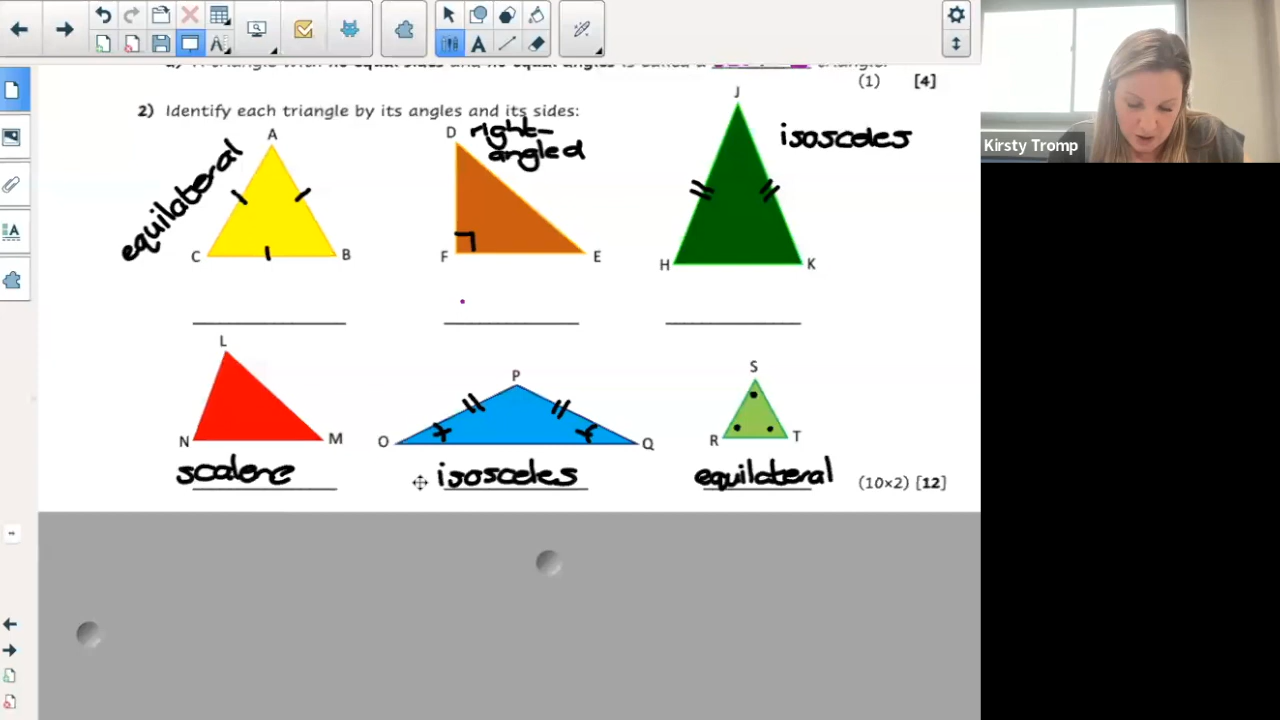 (1) [4]
2) Identify each triangle by its angles and its sides:
A
equilateral
C
B
D
right-
angled
F
E
J
isosceles
H
K
Kirsty Tromp
L
N
M
scalene
P
O
Q
isosceles
S
R
T
equilateral
(10×2) [12]